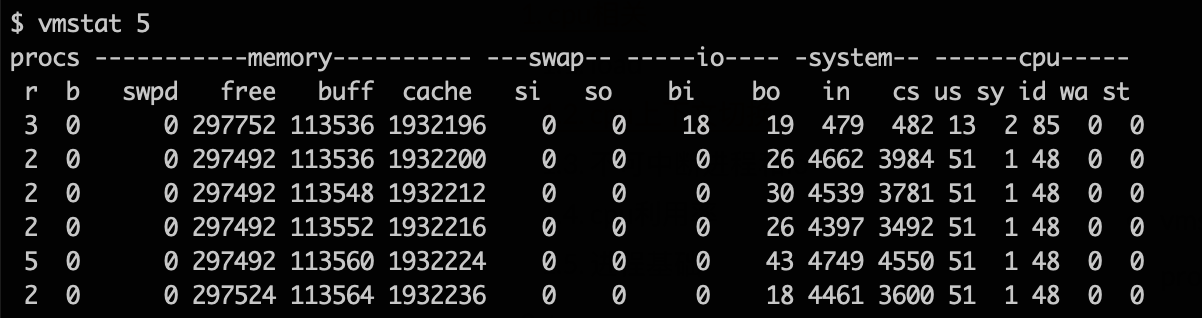 $ vmstat 5
procs -----------memory---------- ---swap-- -----io---- -system-- ------cpu-----
 r  b   swpd   free   buff  cache   si   so    bi    bo   in   cs us sy id wa st
 3  0      0 297752 113536 1932196    0    0    18    19  479  482 13  2 85  0  0
 2  0      0 297492 113536 1932200    0    0     0    26 4662 3984 51  1 48  0  0
 2  0      0 297492 113548 1932212    0    0     0    30 4539 3781 51  1 48  0  0
 2  0      0 297492 113552 1932216    0    0     0    26 4397 3492 51  1 48  0  0
 5  0      0 297492 113560 1932224    0    0     0    43 4749 4550 51  1 48  0  0
 2  0      0 297524 113564 1932236    0    0     0    18 4461 3600 51  1 48  0  0